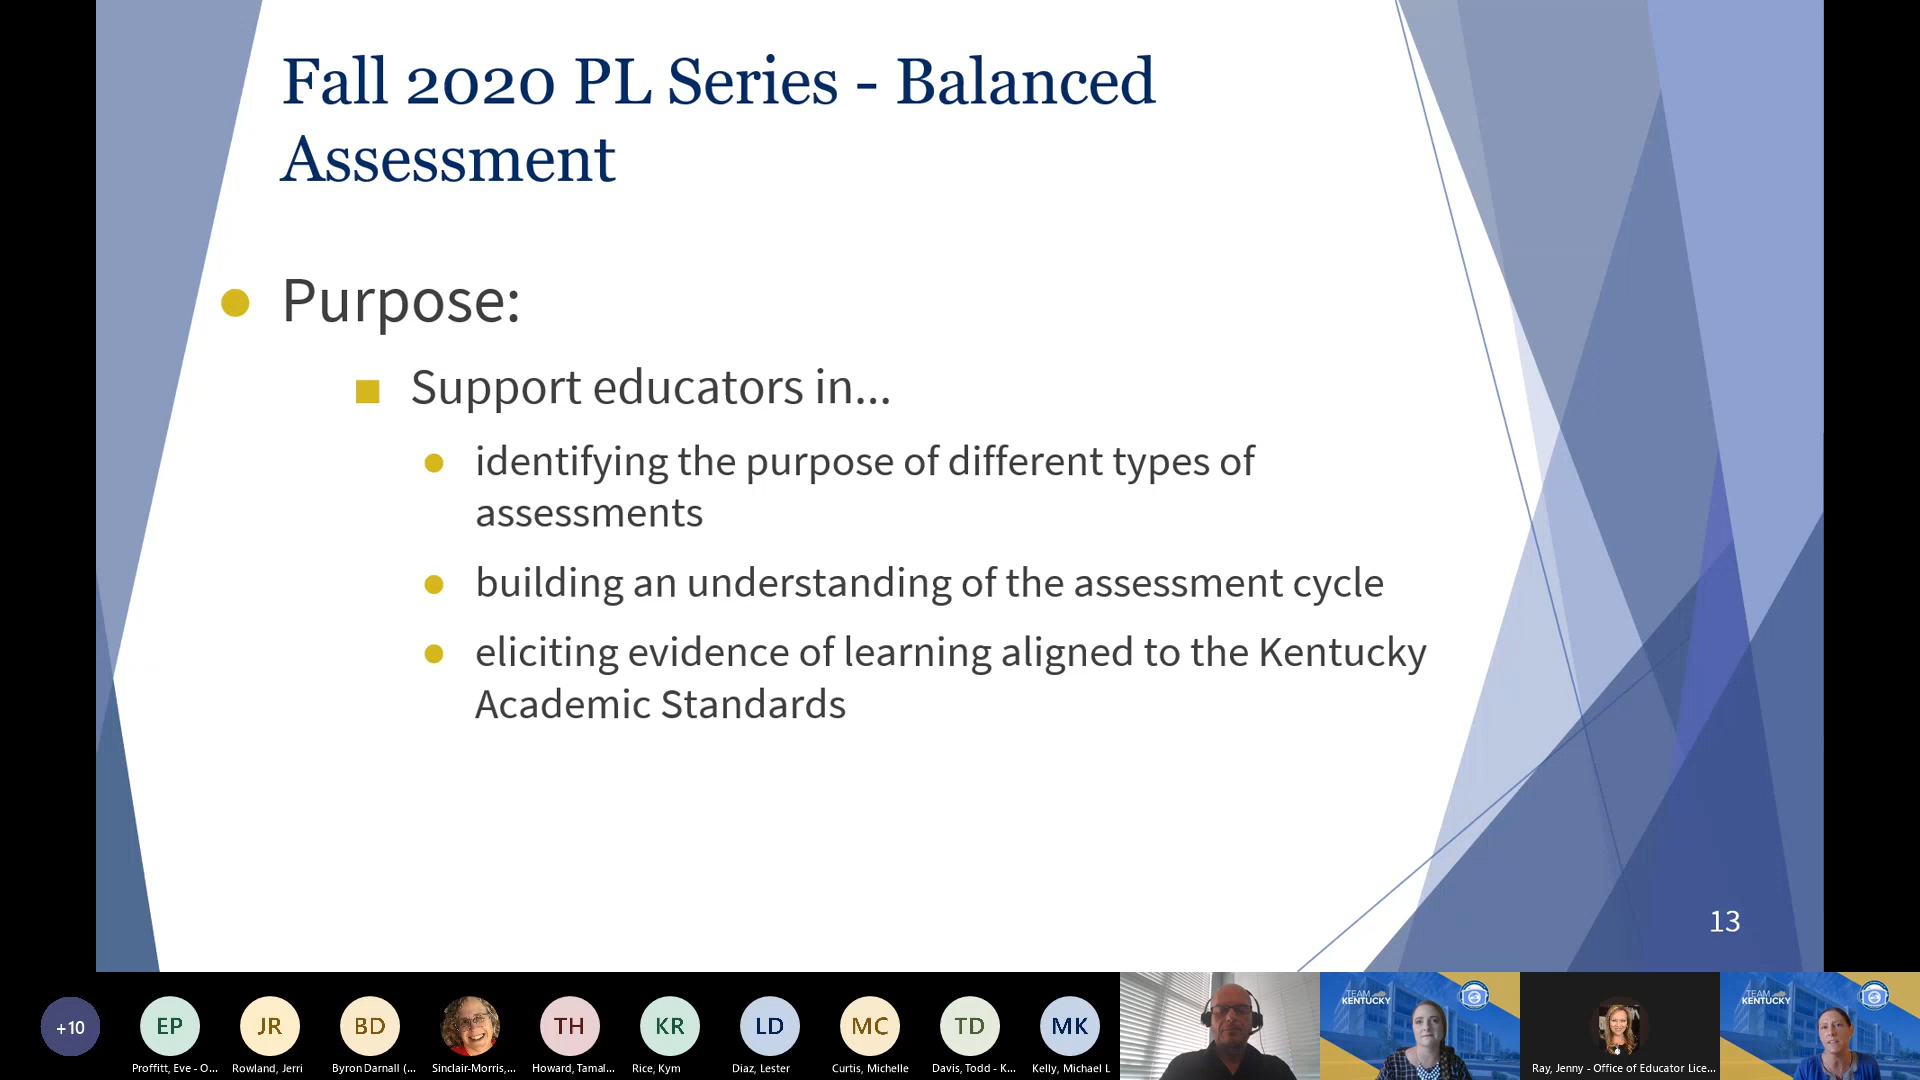 Fall 2020 PL Series - Balanced
Assessment
Purpose:
Support educators in...
identifying the purpose of different types of
assessments
building an understanding of the assessment cycle
eliciting evidence of learning aligned to the Kentucky
Academic Standards
13
+10
EP
JR
BD
TH
KR
LD
MC
TD
MK
TEAM
KENTUCKY
TEAM
KENTUCKY
Proffitt, Eve - O...
Rowland, Jerri
Byron Darnall (...
Sinclair-Morris,...
Howard, Tamal...
Rice, Kym
Diaz, Lester
Curtis, Michelle
Davis, Todd - K...
Kelly, Michael L
Ray, Jenny - Office of Educator Lice...